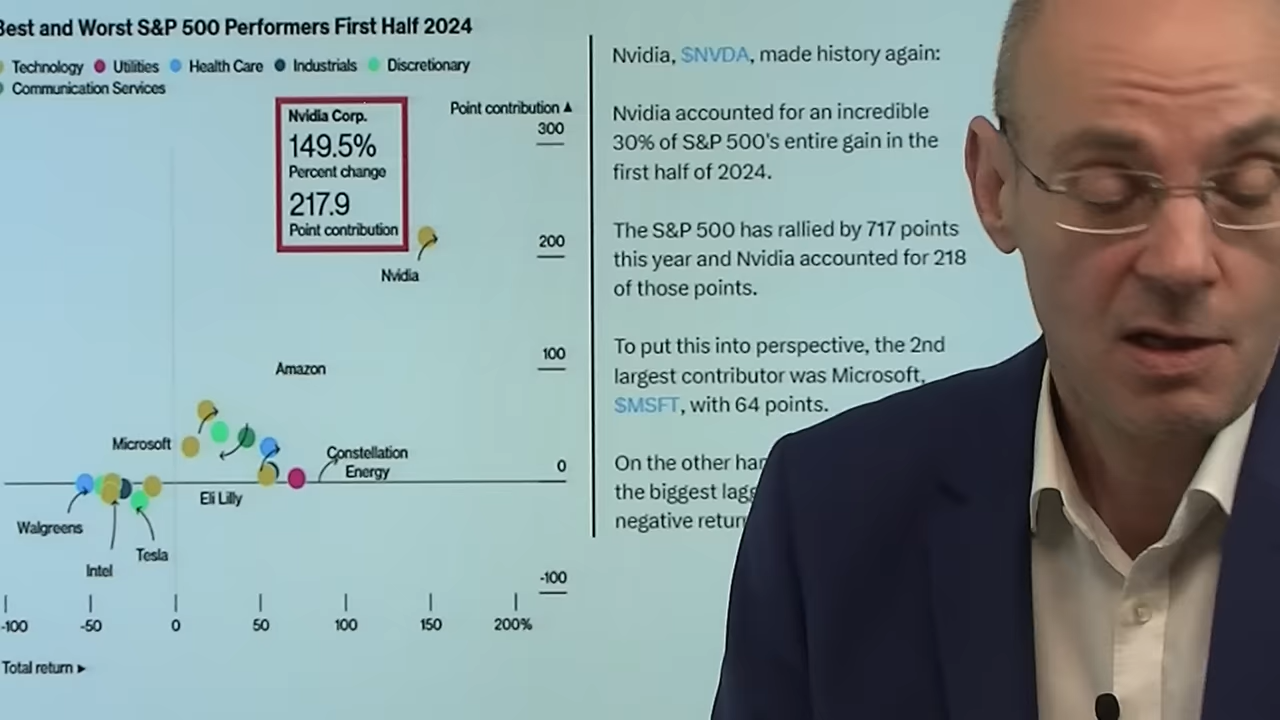 Best and Worst S&P 500 Performers First Half 2024
Technology Utilities Health Care Industrials Discretionary
Communication Services
Nvidia Corp.
149.5%
Percent change
217.9
Point contribution
Point contribution ▲
300
200
100
0
-100
Nvidia
Amazon
Microsoft
Constellation
Energy
Eli Lilly
Walgreens
Tesla
Intel
-100 -50 0 50 100 150 200%
Total return ▶
Nvidia, $NVDA, made history again:
Nvidia accounted for an incredible
30% of S&P 500's entire gain in the
first half of 2024.
The S&P 500 has rallied by 717 points
this year and Nvidia accounted for 218
of those points.
To put this into perspective, the 2nd
largest contributor was Microsoft,
$MSFT, with 64 points.
On the other
the biggest
negative